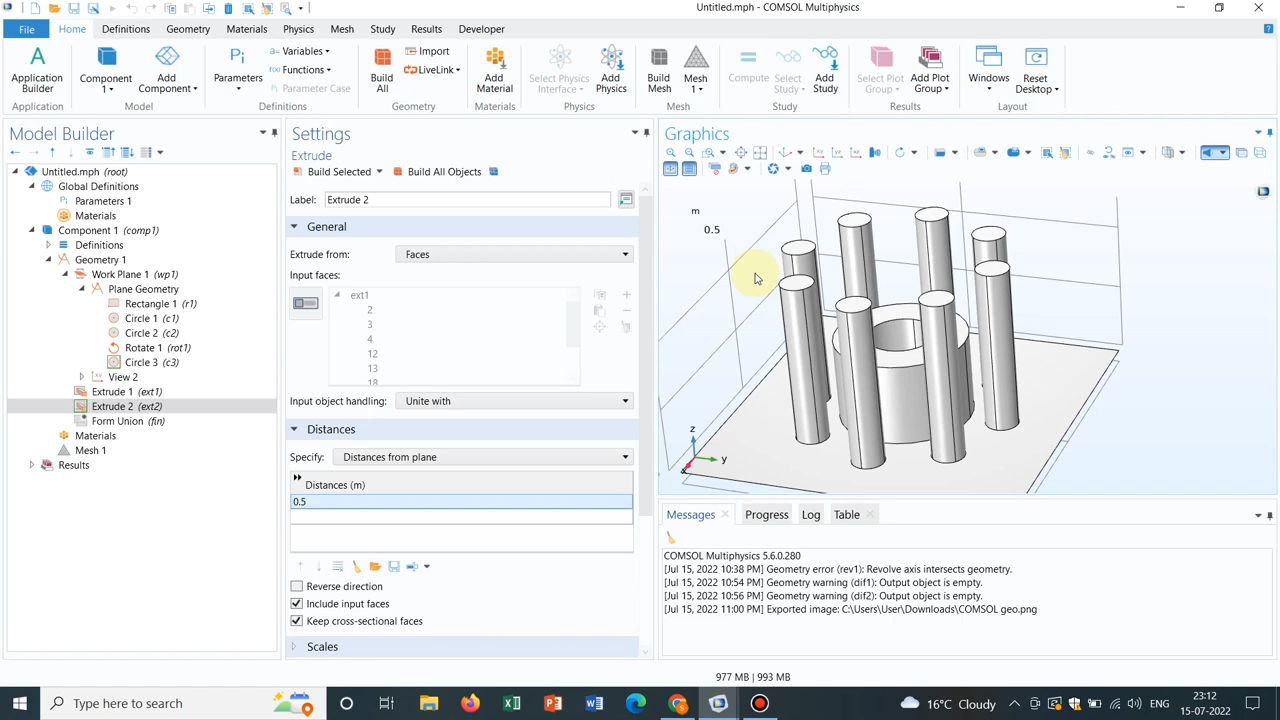 Untitled.mph - COMSOL Multiphysics
File Home Definitions Geometry Materials Physics Mesh Study Results Developer
Application Builder
Component 1
Add Component
Parameters
a= Variables
f(x) Functions
Pi Parameter Case
Build All
Import
LiveLink
Add Material
Select Physics Interface
Add Physics
Build Mesh
Mesh 1
Compute
Select Study
Add Study
Select Plot Group
Add Plot Group
Windows
Reset Desktop
Application Model Definitions Geometry Materials Physics Mesh Study Results Layout
Model Builder
Untitled.mph (root)
Global Definitions
Parameters 1
Materials
Component 1 (comp1)
Definitions
Geometry 1
Work Plane 1 (wp1)
Plane Geometry
Rectangle 1 (r1)
Circle 1 (c1)
Circle 2 (c2)
Rotate 1 (rot1)
Circle 3 (c3)
View 2
Extrude 1 (ext1)
Extrude 2 (ext2)
Form Union (fin)
Materials
Mesh 1
Results
Settings
Extrude
Build Selected Build All Objects
Label: Extrude 2
General
Extrude from: Faces
Input faces:
ext1
2
3
4
12
13
18
Input object handling: Unite with
Distances
Specify: Distances from plane
Distances (m)
0.5
Reverse direction
Include input faces
Keep cross-sectional faces
Scales
Graphics
m
0.5
z
y
x
Messages Progress Log Table
COMSOL Multiphysics 5.6.0.280
[Jul 15, 2022 10:38 PM] Geometry error (rev1): Revolve axis intersects geometry.
[Jul 15, 2022 10:54 PM] Geometry warning (dif1): Output object is empty.
[Jul 15, 2022 10:56 PM] Geometry warning (dif2): Output object is empty.
[Jul 15, 2022 11:00 PM] Exported image: C:\Users\User\Downloads\COMSOL geo.png
977 MB | 993 MB
Type here to search
16°C Cloudy
ENG
23:12
15-07-2022